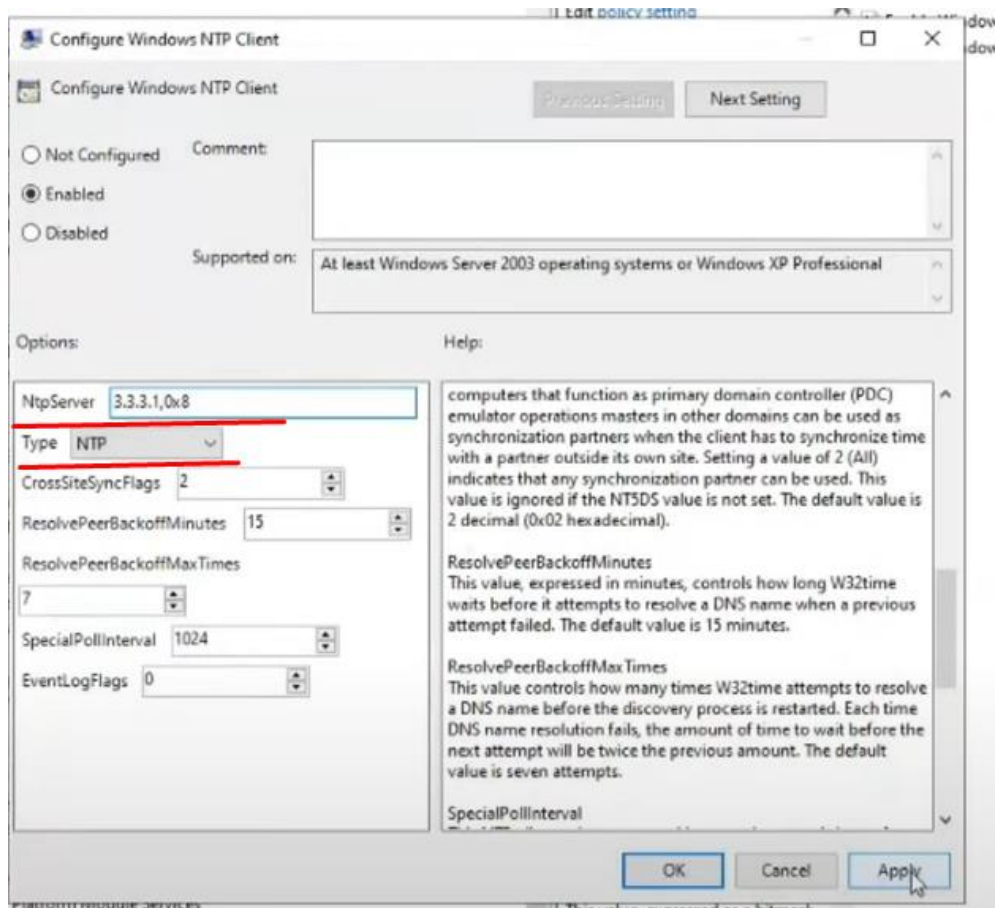 Edit policy setting
Configure Windows NTP Client
Configure Windows NTP Client
Previous Setting
Next Setting
Not Configured
Comment:
Enabled
Disabled
Supported on:
At least Windows Server 2003 operating systems or Windows XP Professional
Options:
Help:
NtpServer 3.3.3.1,0x8
Type NTP
CrossSiteSyncFlags 2
ResolvePeerBackoffMinutes 15
ResolvePeerBackoffMaxTimes
7
SpecialPollInterval 1024
EventLogFlags 0
computers that function as primary domain controller (PDC)
emulator operations masters in other domains can be used as
synchronization partners when the client has to synchronize time
with a partner outside its own site. Setting a value of 2 (All)
indicates that any synchronization partner can be used. This
value is ignored if the NT5DS value is not set. The default value is
2 decimal (0x02 hexadecimal).
ResolvePeerBackoffMinutes
This value, expressed in minutes, controls how long W32time
waits before it attempts to resolve a DNS name when a previous
attempt failed. The default value is 15 minutes.
ResolvePeerBackoffMaxTimes
This value controls how many times W32time attempts to resolve
a DNS name before the discovery process is restarted. Each time
DNS name resolution fails, the amount of time to wait before the
next attempt will be twice the previous amount. The default
value is seven attempts.
SpecialPollInterval
OK
Cancel
Apply